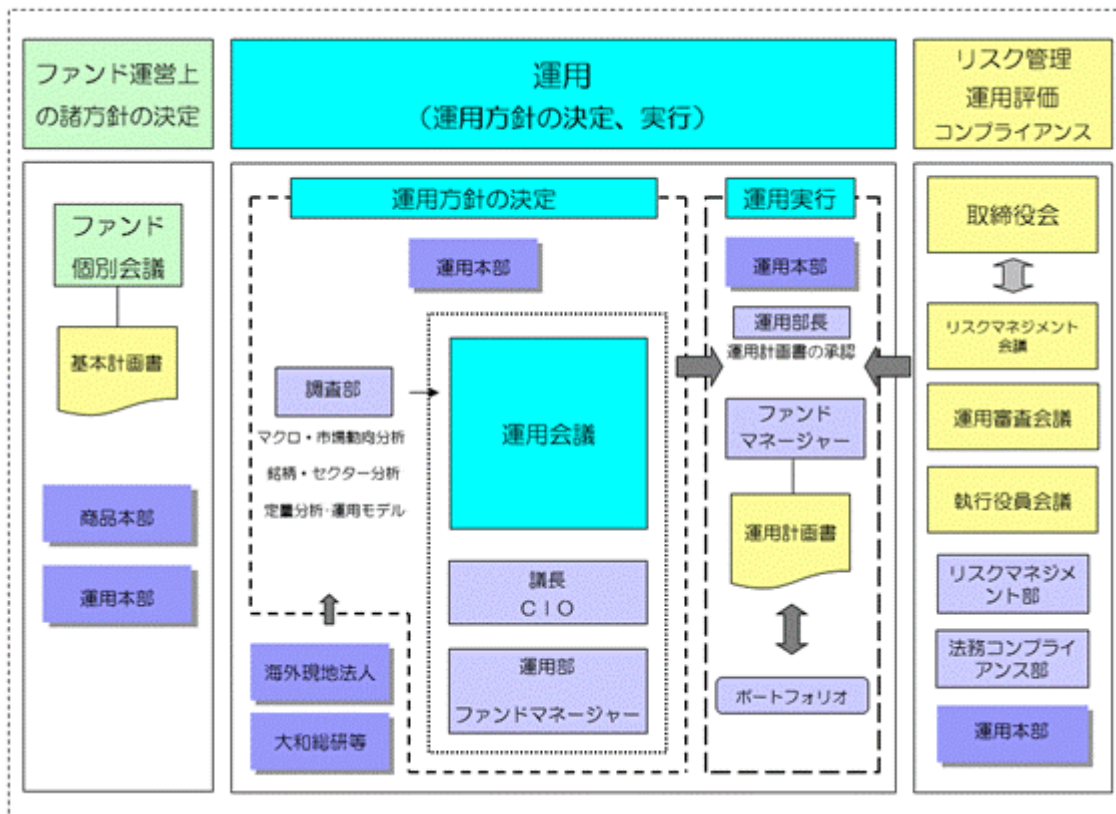 ファンド運営上
の諸方針の決定
運用
（運用方針の決定、実行）
リスク管理
運用評価
コンプライアンス
ファンド
個別会議
基本計画書
商品本部
運用本部
運用方針の決定
運用本部
調査部
マクロ・市場動向分析
銘柄・セクター分析
定量分析・運用モデル
海外現地法人
大和総研等
運用会議
議長
ＣＩＯ
運用部
ファンドマネージャー
運用実行
運用本部
運用部長
運用計画書の承認
ファンド
マネージャー
運用計画書
ポートフォリオ
取締役会
リスクマネジメント
会議
運用審査会議
執行役員会議
リスクマネジメ
ント部
法務コンプライ
アンス部
運用本部